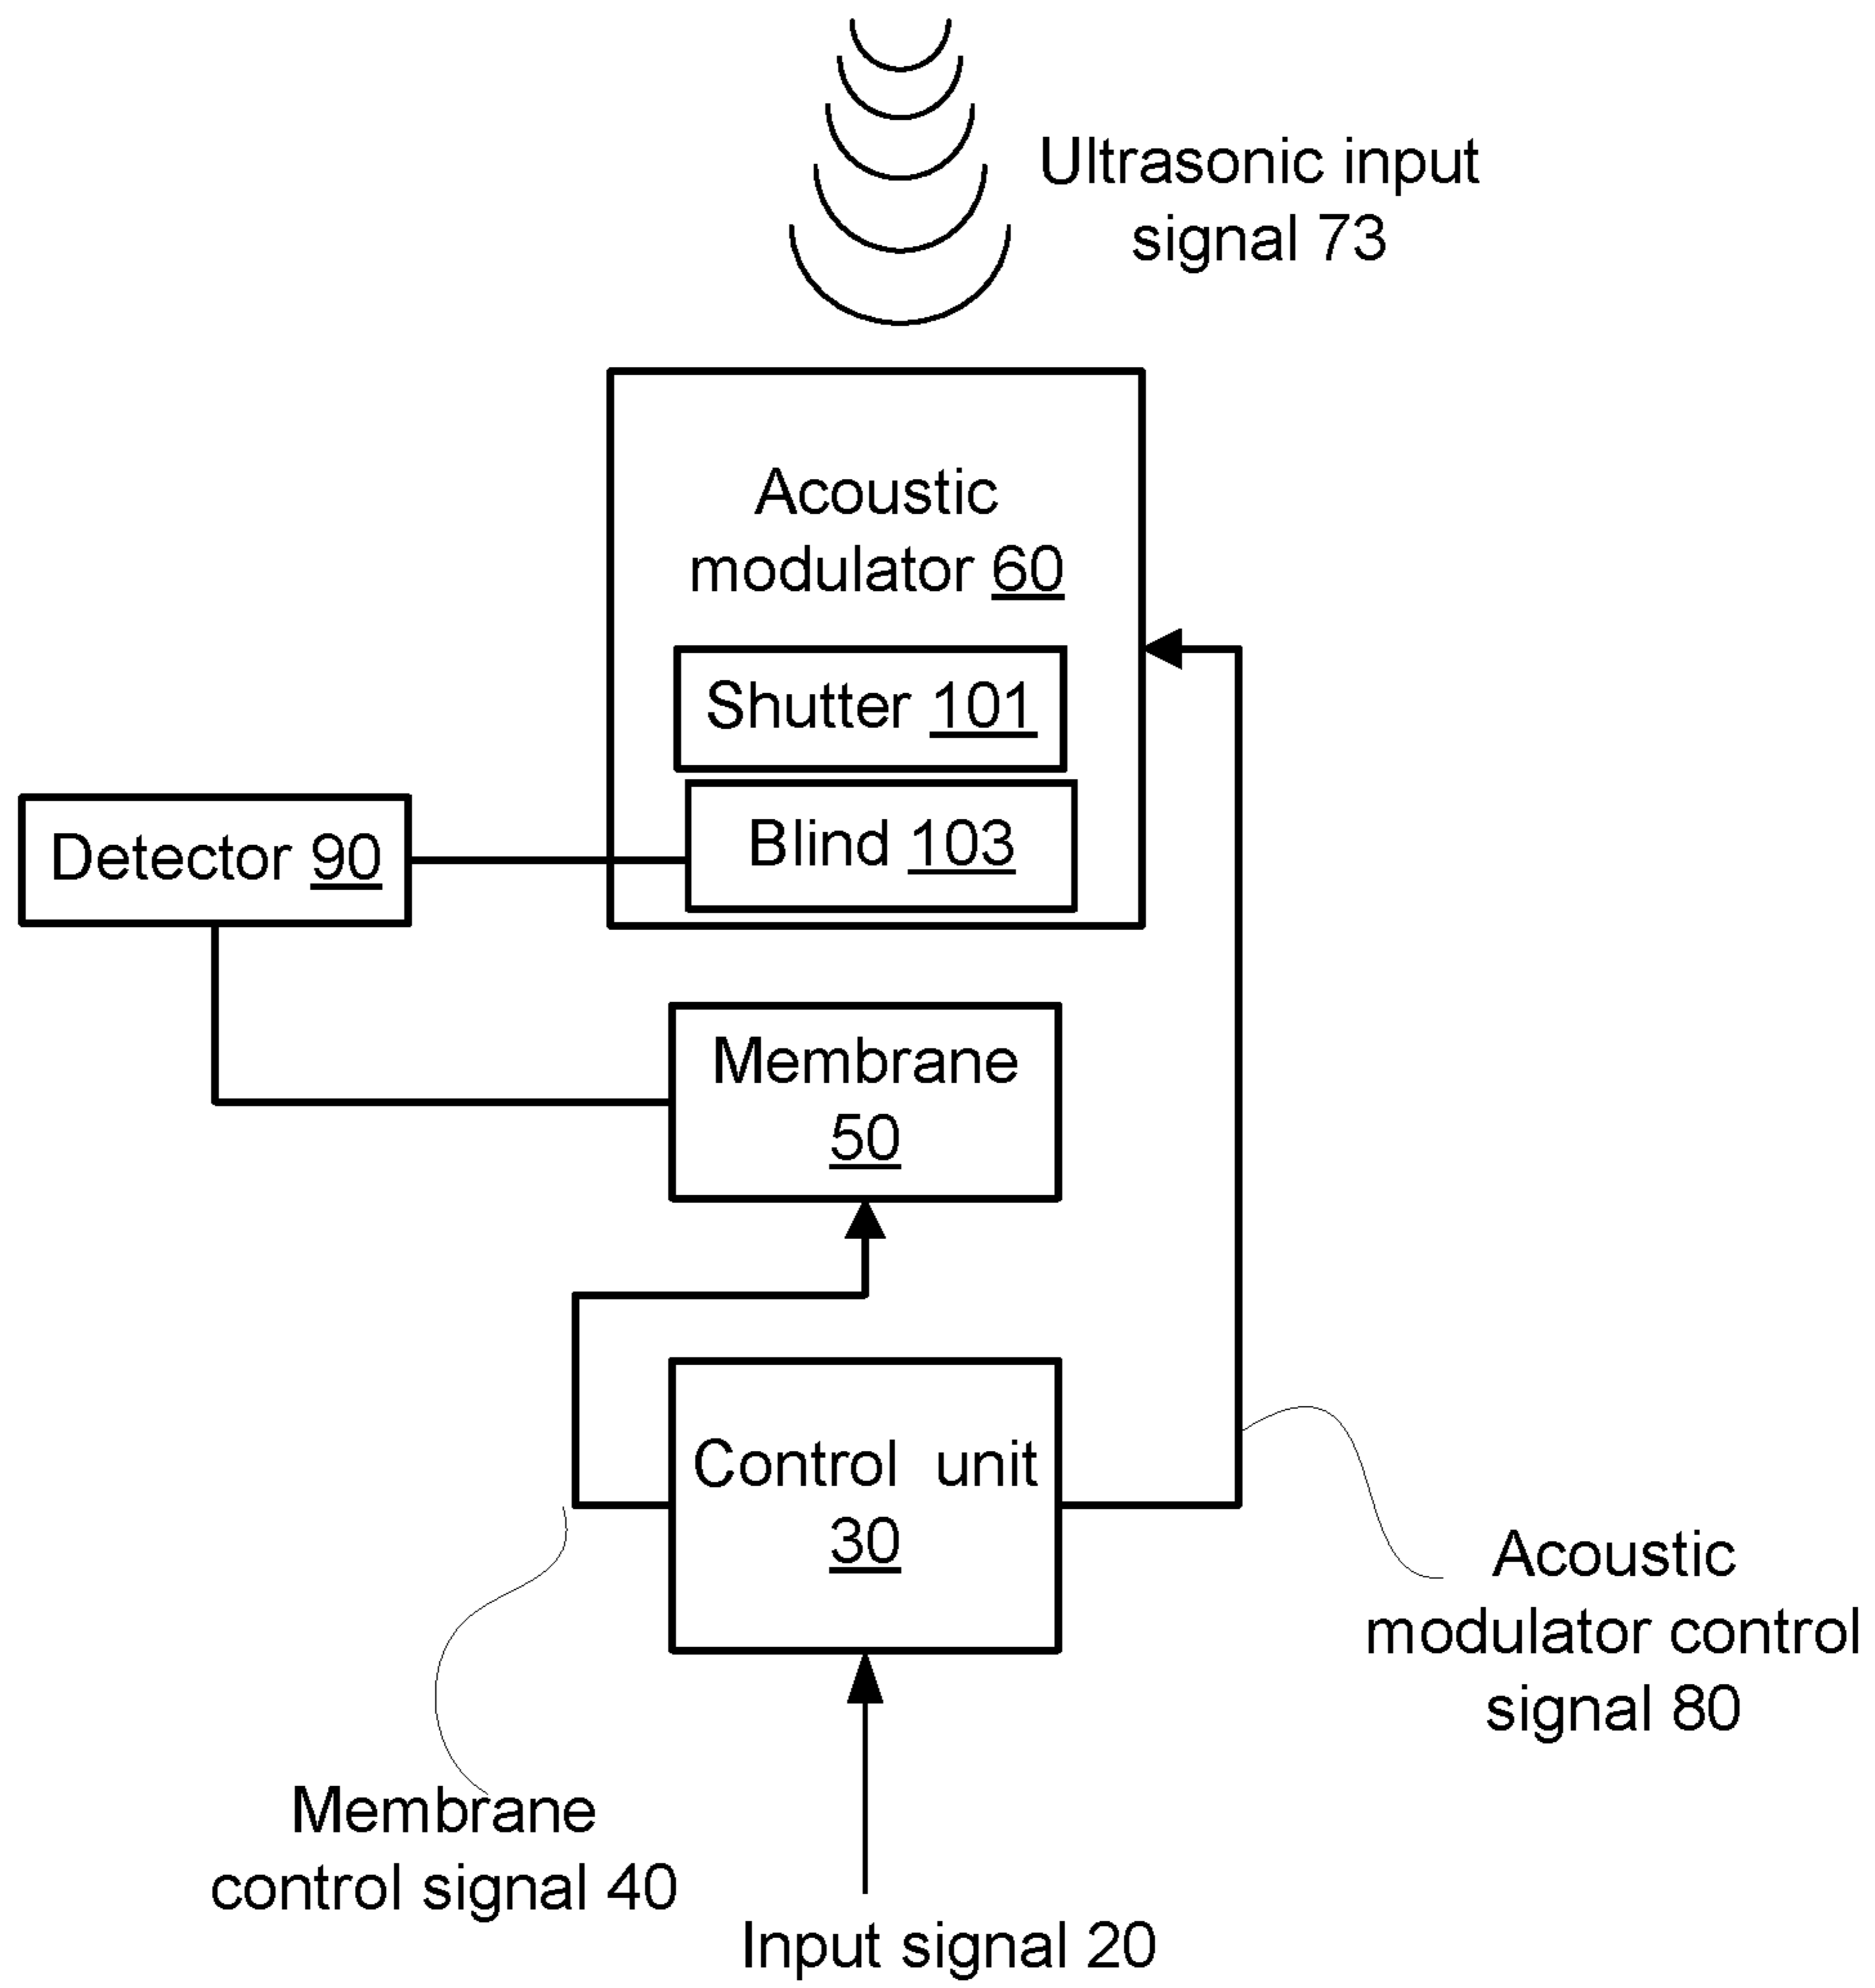 Ultrasonic input
signal 73
Acoustic
modulator 60
Shutter 101
Blind 103
Detector 90
Membrane
50
Control unit
30
Acoustic
modulator control
signal 80
Membrane
control signal 40
Input signal 20